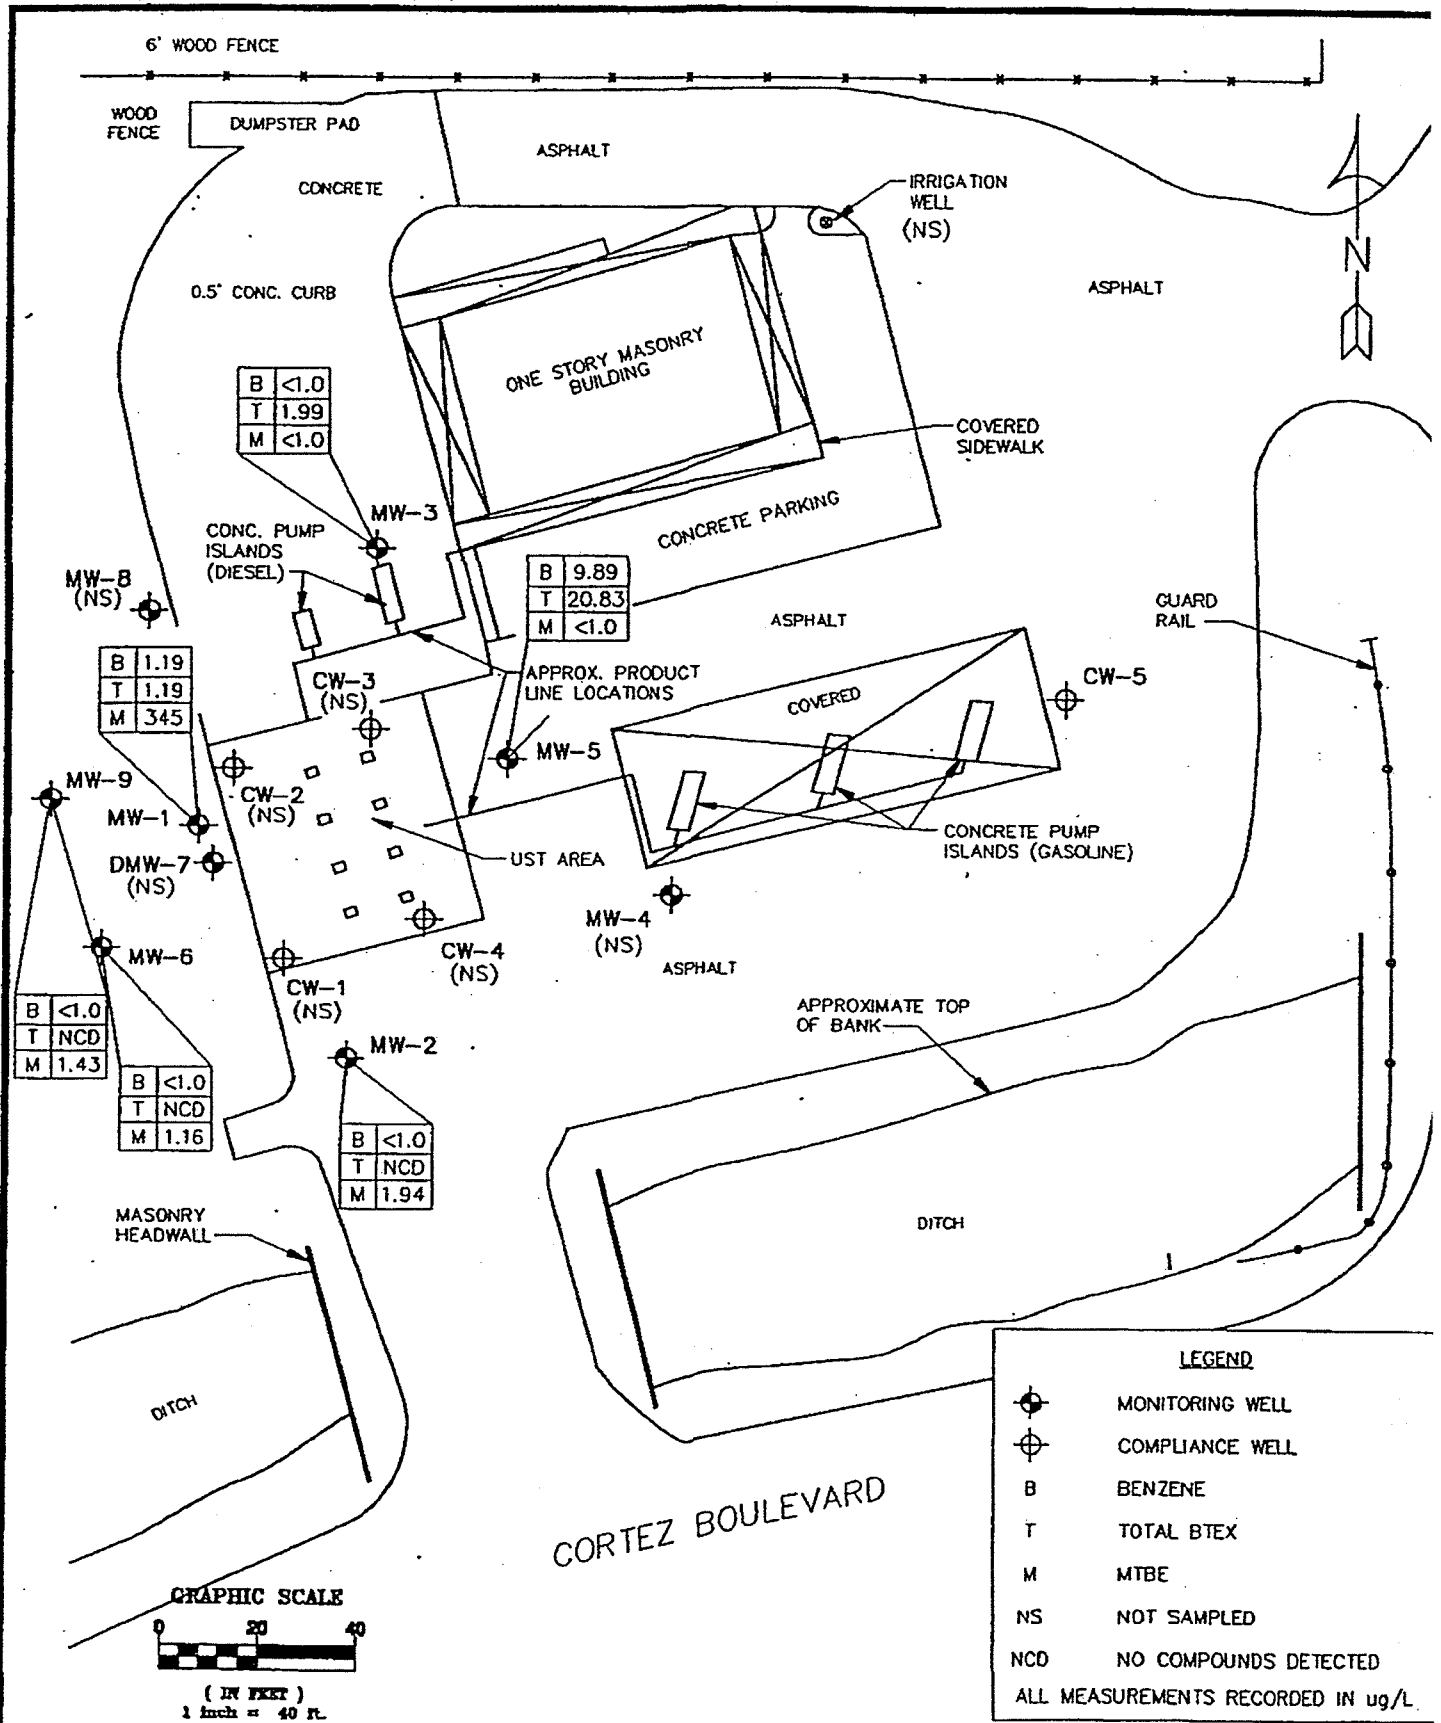 6' WOOD FENCE
WOOD
FENCE
DUMPSTER PAD
ASPHALT
CONCRETE
IRRIGATION
WELL
(NS)
N
0.5' CONC. CURB
ASPHALT
ONE STORY MASONRY
BUILDING
B <1.0
T 1.99
M <1.0
COVERED
SIDEWALK
MW-3
CONCRETE PARKING
CONC. PUMP
ISLANDS
(DIESEL)
MW-8
(NS)
B 9.89
T 20.83
M <1.0
ASPHALT
GUARD
RAIL
B 1.19
T 1.19
M 345
CW-3
(NS)
APPROX. PRODUCT
LINE LOCATIONS
COVERED
CW-5
MW-5
MW-9
CW-2
(NS)
MW-1
DMW-7
(NS)
UST AREA
CONCRETE PUMP
ISLANDS (GASOLINE)
MW-4
(NS)
MW-6
CW-4
(NS)
ASPHALT
CW-1
(NS)
B <1.0
T NCD
M 1.43
APPROXIMATE TOP
OF BANK
MW-2
B <1.0
T NCD
M 1.16
B <1.0
T NCD
M 1.94
MASONRY
HEADWALL
DITCH
DITCH
CORTEZ BOULEVARD
LEGEND
MONITORING WELL
COMPLIANCE WELL
B BENZENE
T TOTAL BTEX
M MTBE
NS NOT SAMPLED
NCD NO COMPOUNDS DETECTED
ALL MEASUREMENTS RECORDED IN ug/L
GRAPHIC SCALE
0 20 40
( IN FEET )
1 inch = 40 ft.